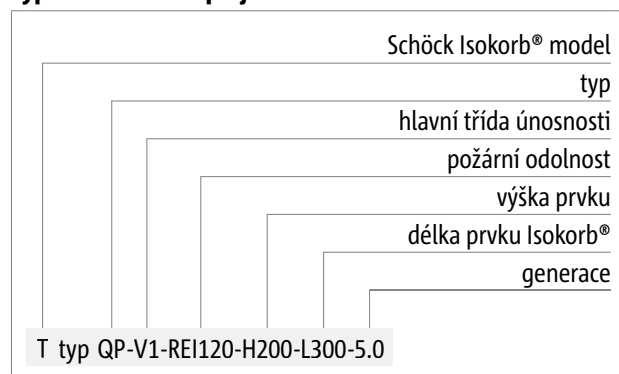 Schöck Isokorb® model
typ
hlavní třída únosnosti
požární odolnost
výška prvku
délka prvku Isokorb®
generace
T typ QP-V1-REI120-H200-L300-5.0